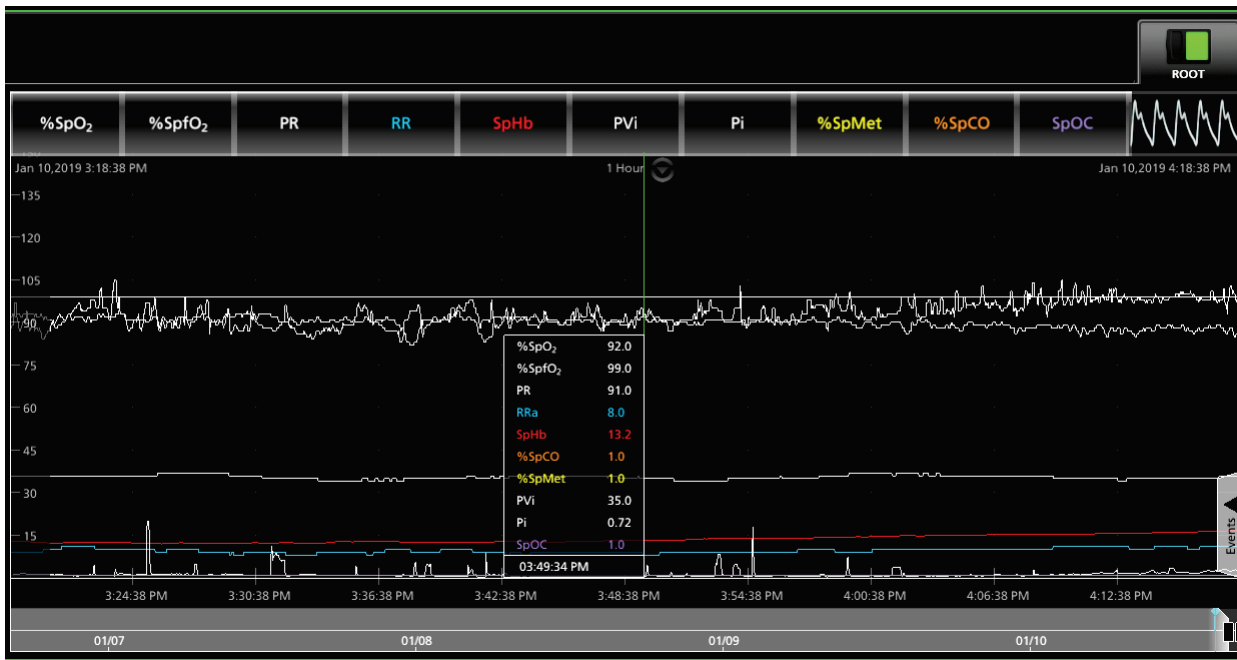 ROOT
%SpO₂ %SpfO₂ PR RR SpHb PVi Pi %SpMet %SpCO SpOC
Jan 10,2019 3:18:38 PM 1 Hour Jan 10,2019 4:18:38 PM
135
120
105
90
75
60
45
30
15
%SpO₂ 92.0
%SpfO₂ 99.0
PR 91.0
RRa 8.0
SpHb 13.2
%SpCO 1.0
%SpMet 1.0
PVi 35.0
Pi 0.72
SpOC 1.0
03:49:34 PM
Events
3:24:38 PM 3:30:38 PM 3:36:38 PM 3:42:38 PM 3:48:38 PM 3:54:38 PM 4:00:38 PM 4:06:38 PM 4:12:38 PM
01/07 01/08 01/09 01/10